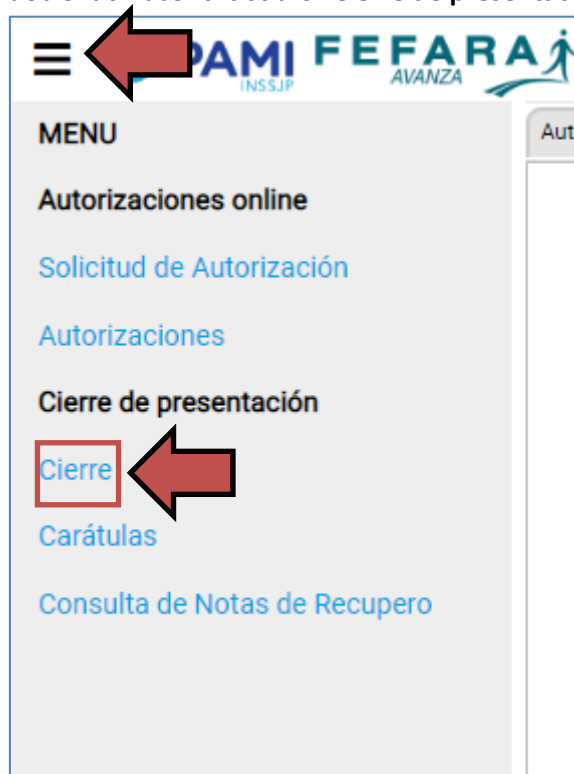 PAMI FEFARA
INSSJP AVANZA
MENU
Aut
Autorizaciones online
Solicitud de Autorización
Autorizaciones
Cierre de presentación
Cierre
Carátulas
Consulta de Notas de Recupero